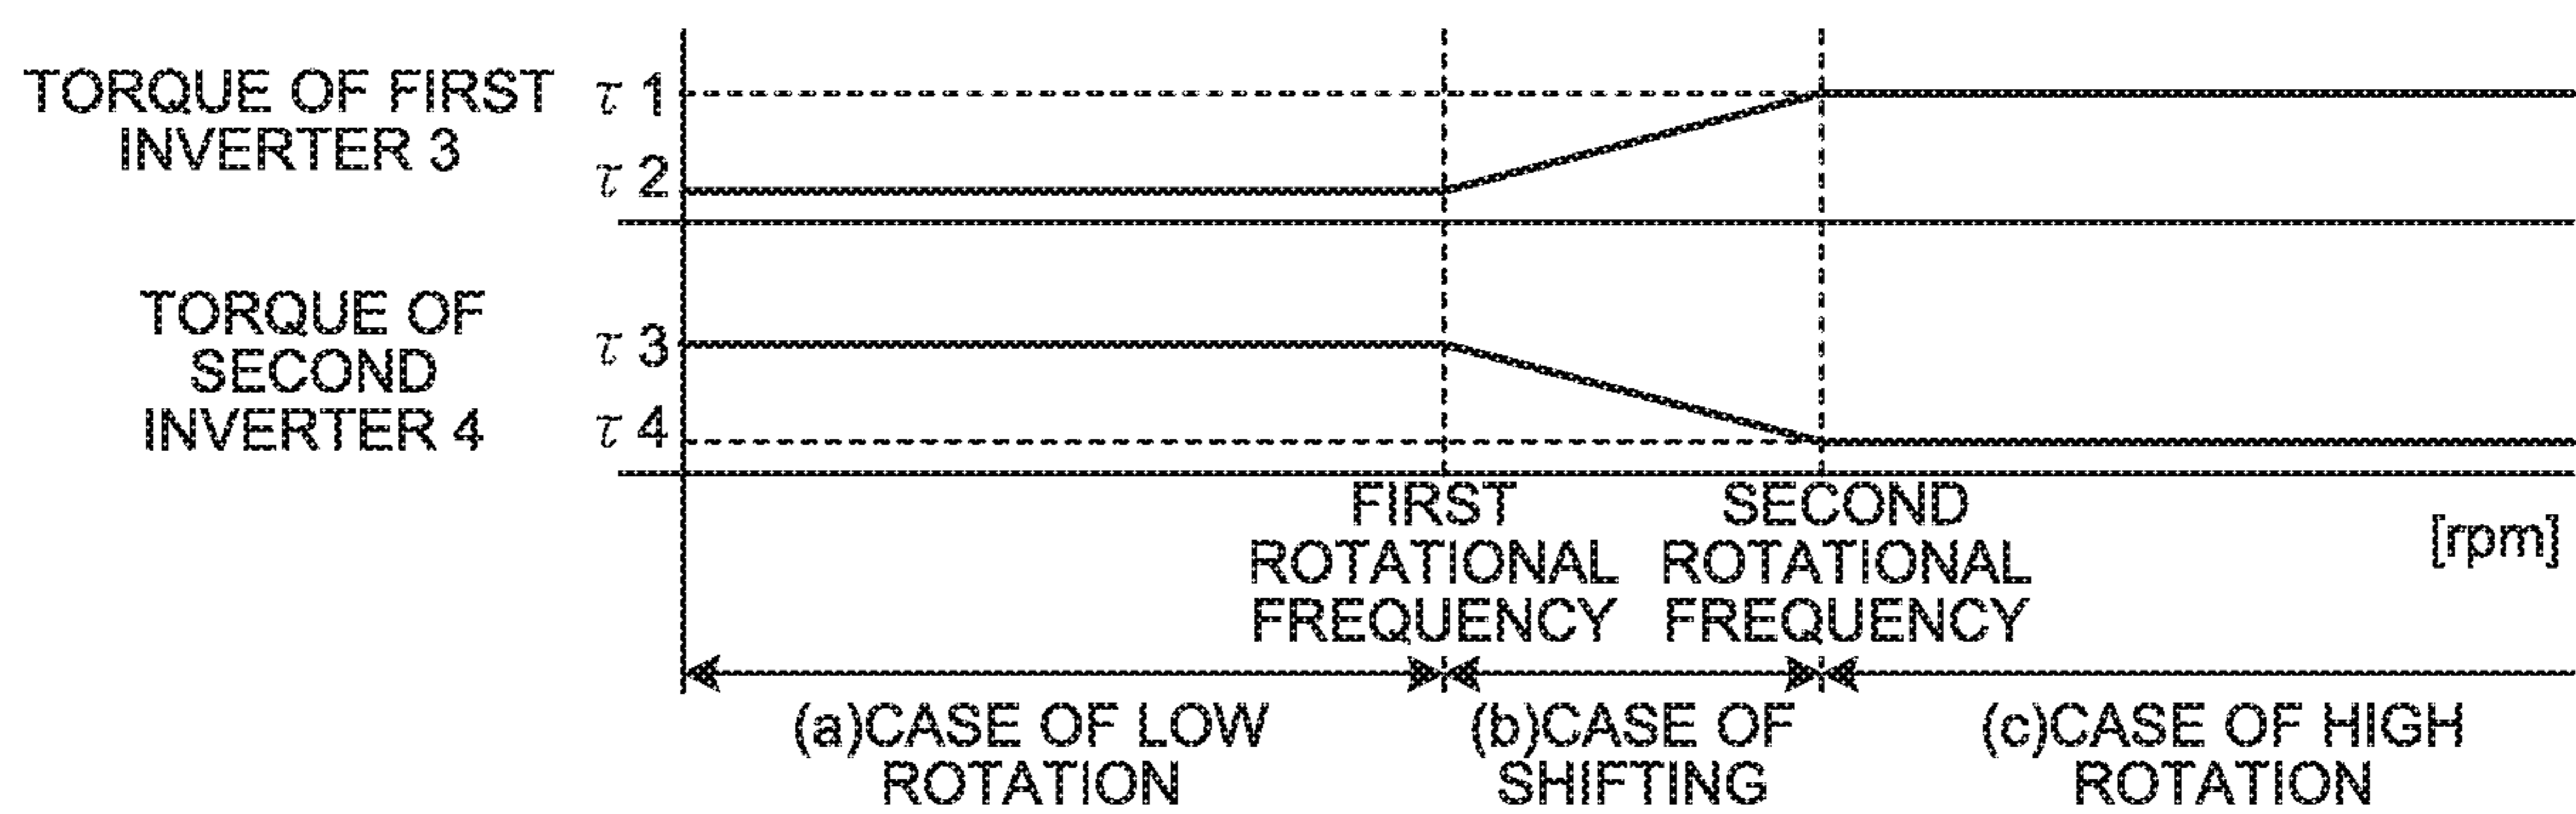 TORQUE OF FIRST
INVERTER 3
τ 1
τ 2
TORQUE OF
SECOND
INVERTER 4
τ 3
τ 4
FIRST
ROTATIONAL
FREQUENCY
SECOND
ROTATIONAL
FREQUENCY
[rpm]
(a)CASE OF LOW
ROTATION
(b)CASE OF
SHIFTING
(c)CASE OF HIGH
ROTATION